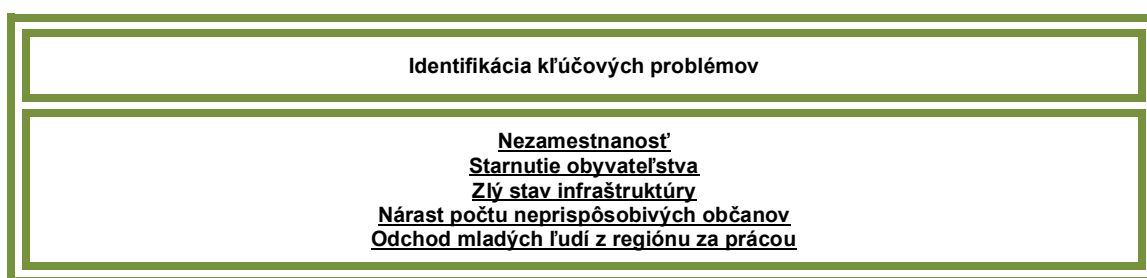 Identifikácia kľúčových problémov
Nezamestnanosť
Starnutie obyvateľstva
Zlý stav infraštruktúry
Nárast počtu neprispôsobivých občanov
Odchod mladých ľudí z regiónu za prácou